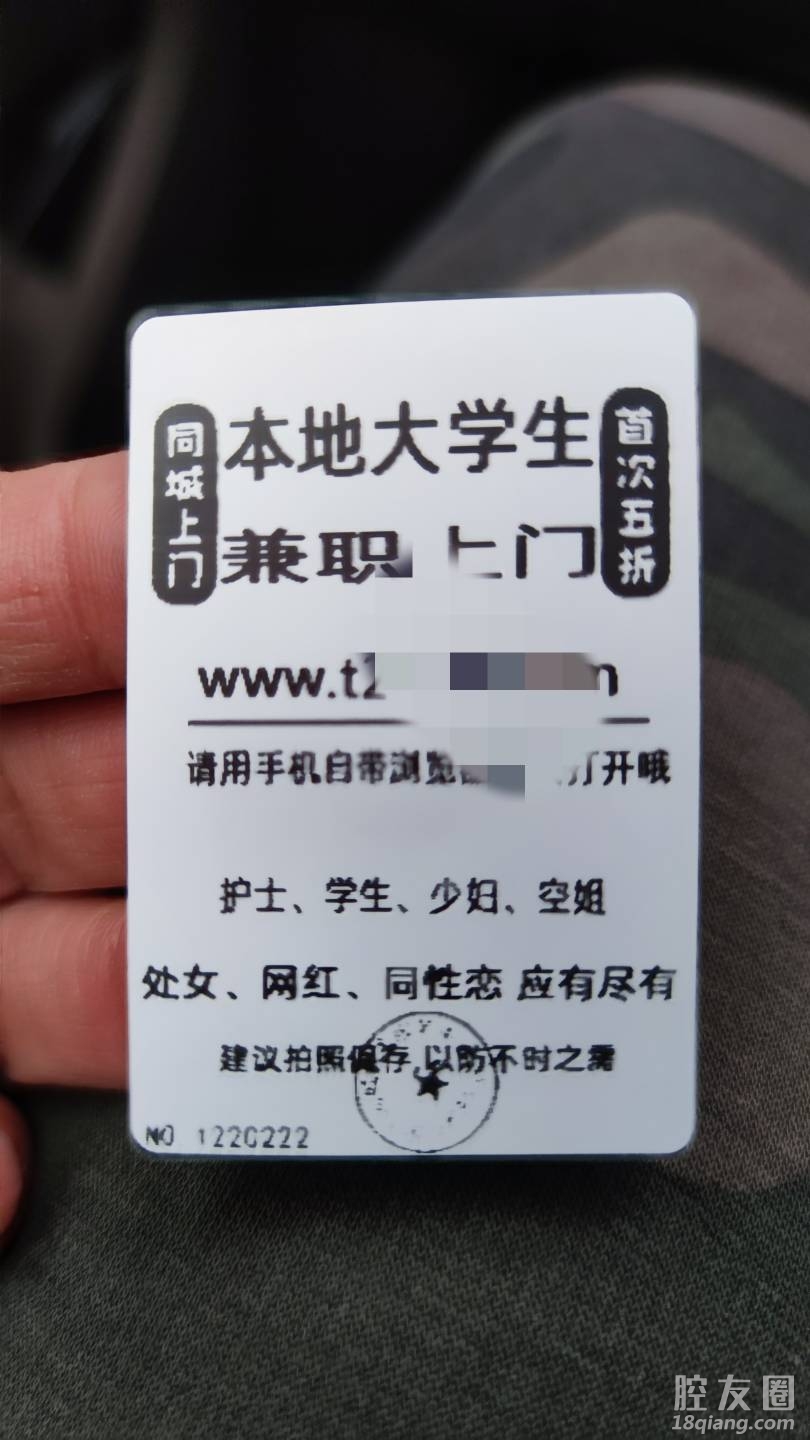 同城上门
本地大学生
首次五折
兼职 上门
www.t2
请用手机自带浏览 打开哦
护士、学生、少妇、空姐
处女、网红、同性恋 应有尽有
建议拍照保存 以防不时之需
NO 1220222
腔友圈
18qiang.com